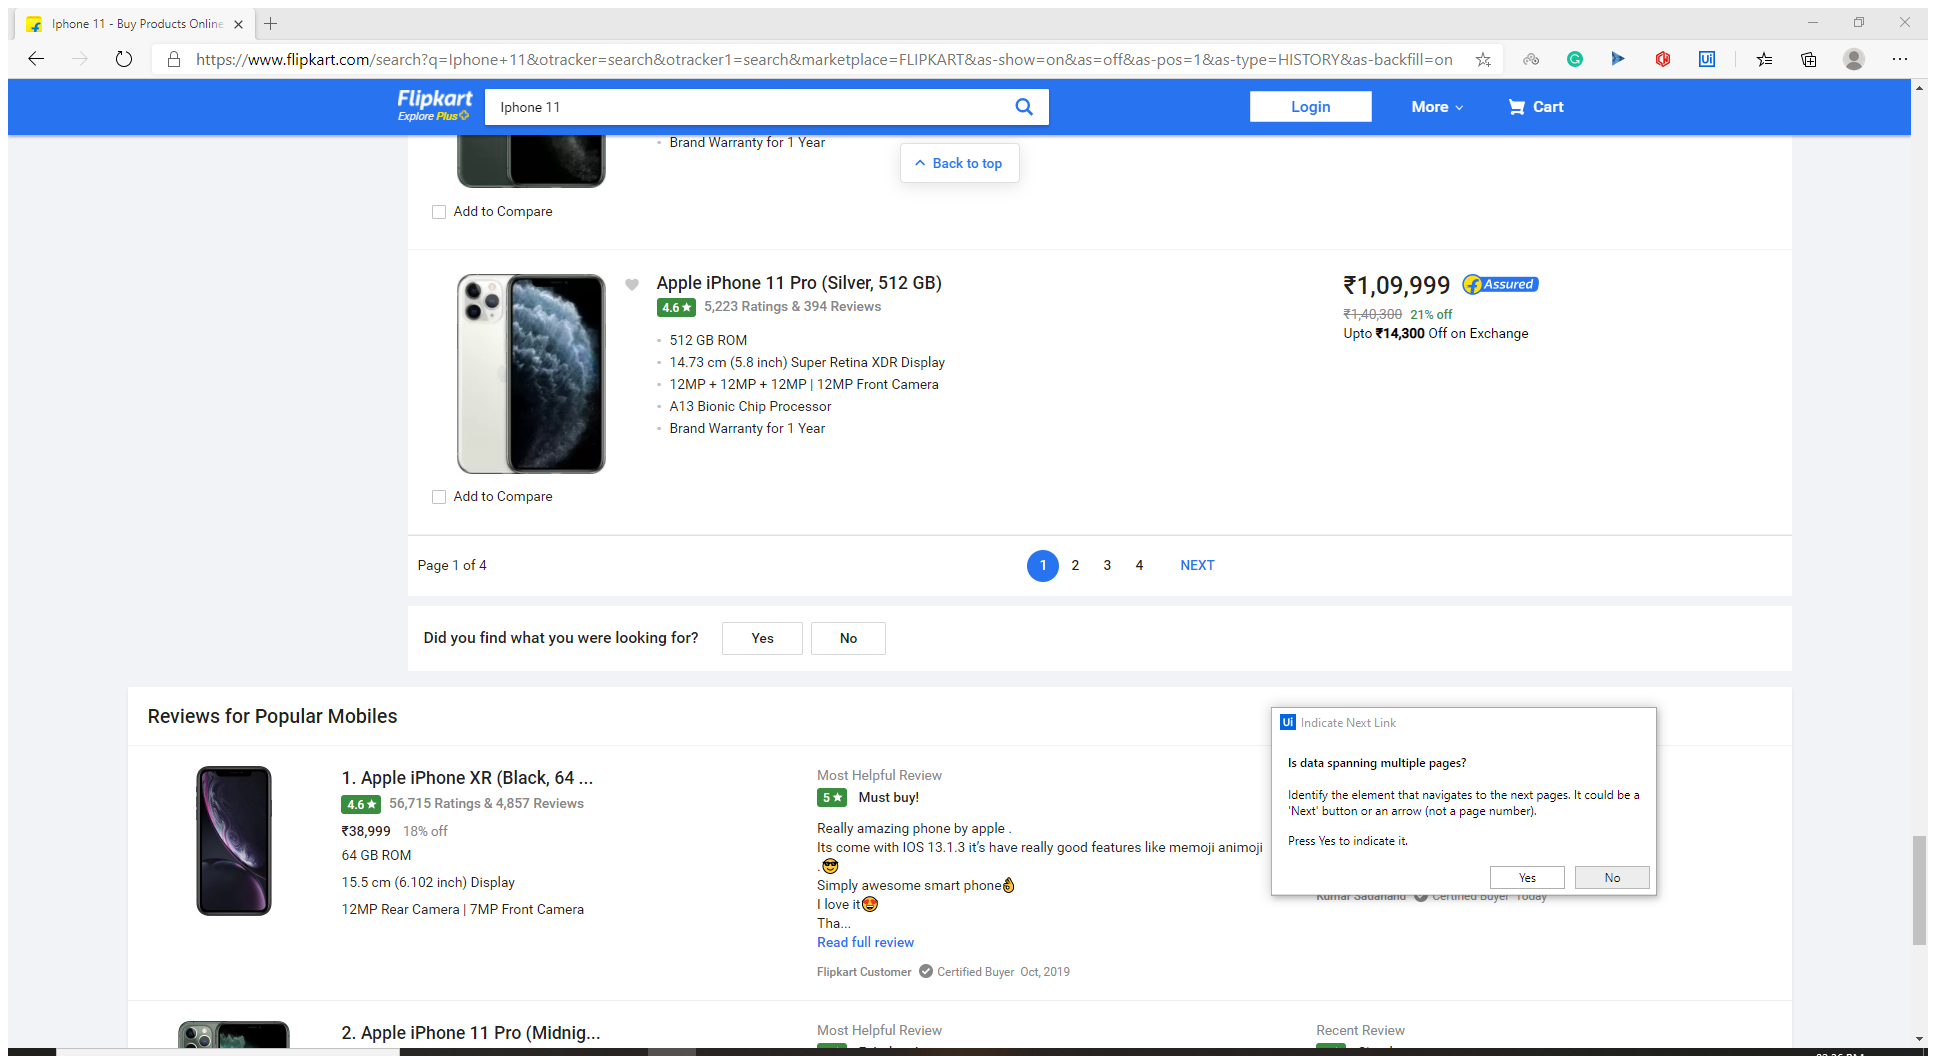 Iphone 11 - Buy Products Online
https://www.flipkart.com/search?q=Iphone+11&otracker=search&otracker1=search&marketplace=FLIPKART&as-show=on&as=off&as-pos=1&as-type=HISTORY&as-backfill=on
Ui
Flipkart
Explore Plus
Iphone 11
Login
More
Cart
Brand Warranty for 1 Year
Back to top
Add to Compare
Apple iPhone 11 Pro (Silver, 512 GB)
4.6★ 5,223 Ratings & 394 Reviews
512 GB ROM
14.73 cm (5.8 inch) Super Retina XDR Display
12MP + 12MP + 12MP | 12MP Front Camera
A13 Bionic Chip Processor
Brand Warranty for 1 Year
₹1,09,999 Assured
₹1,40,300 21% off
Upto ₹14,300 Off on Exchange
Add to Compare
Page 1 of 4
1 2 3 4 NEXT
Did you find what you were looking for? Yes No
Reviews for Popular Mobiles
1. Apple iPhone XR (Black, 64 ...
4.6★ 56,715 Ratings & 4,857 Reviews
₹38,999 18% off
64 GB ROM
15.5 cm (6.102 inch) Display
12MP Rear Camera | 7MP Front Camera
Most Helpful Review
5★ Must buy!
Really amazing phone by apple .
Its come with IOS 13.1.3 it's have really good features like memoji animoji
.😎
Simply awesome smart phone👌
I love it😍
Tha...
Read full review
Flipkart Customer Certified Buyer Oct, 2019
Ui Indicate Next Link
Is data spanning multiple pages?
Identify the element that navigates to the next pages. It could be a
'Next' button or an arrow (not a page number).
Press Yes to indicate it.
Yes No
Kumar Sadanand Certified Buyer Today
2. Apple iPhone 11 Pro (Midnig...
Most Helpful Review
Recent Review